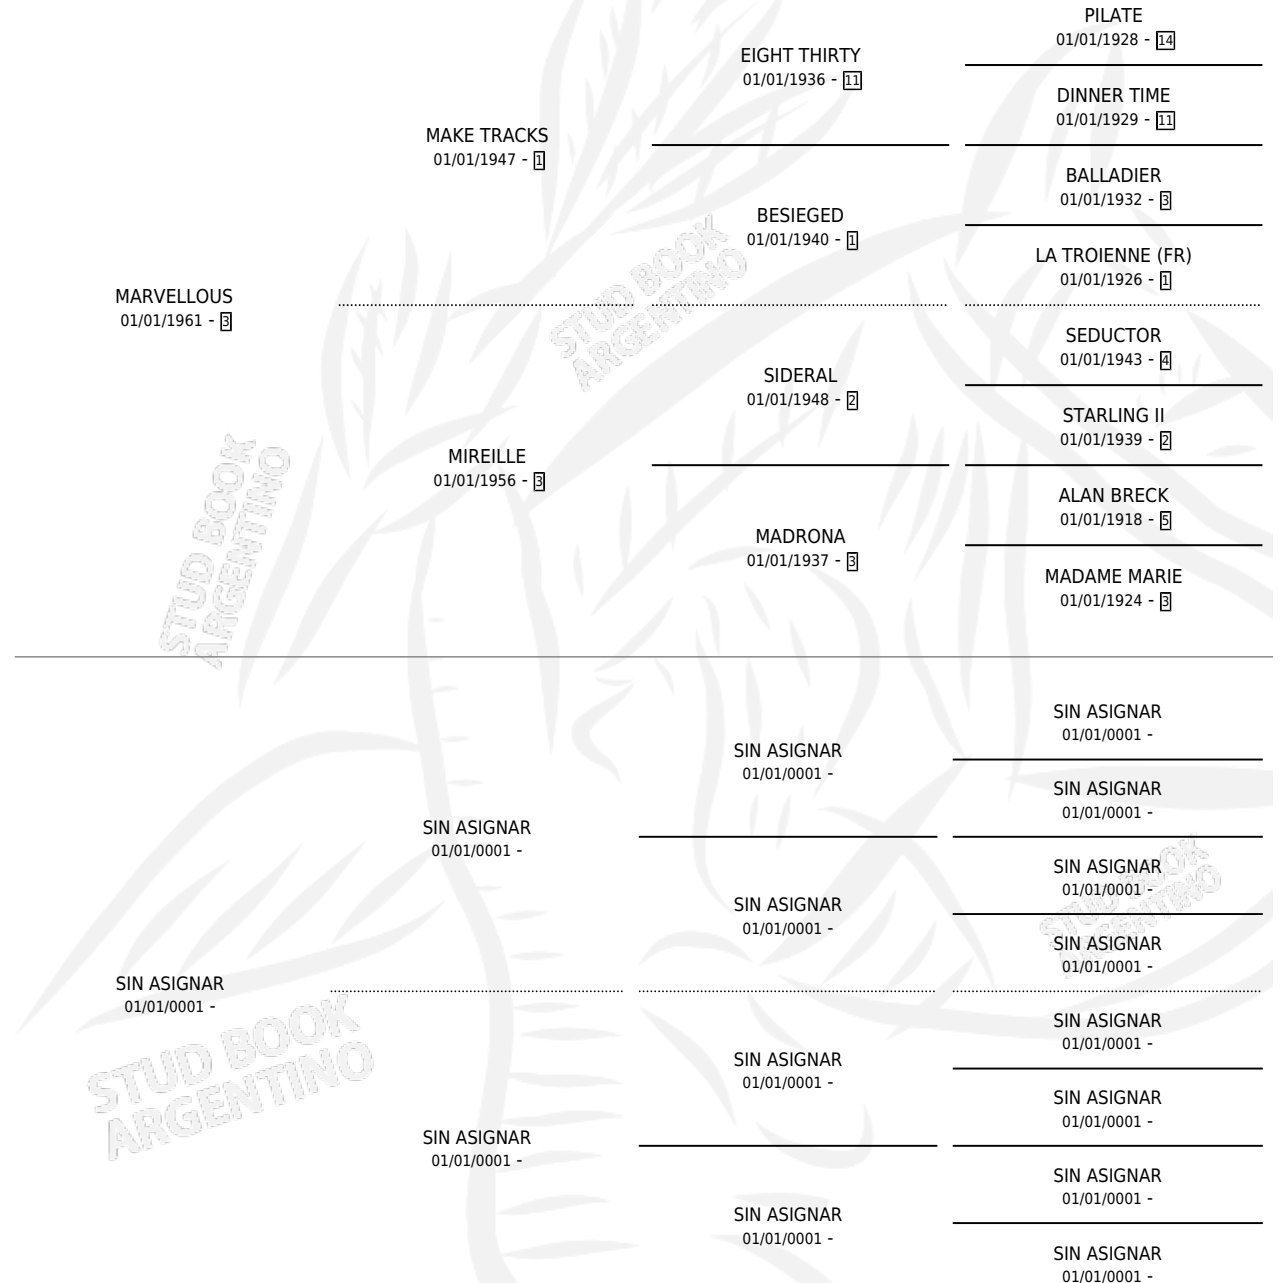 PILATE
01/01/1928 - 14
EIGHT THIRTY
01/01/1936 - 11
DINNER TIME
01/01/1929 - 11
MAKE TRACKS
01/01/1947 - 1
BALLADIER
01/01/1932 - 3
BESIEGED
01/01/1940 - 1
LA TROIENNE (FR)
01/01/1926 - 1
MARVELLOUS
01/01/1961 - 3
SEDUCTOR
01/01/1943 - 4
SIDERAL
01/01/1948 - 2
STARLING II
01/01/1939 - 2
MIREILLE
01/01/1956 - 3
ALAN BRECK
01/01/1918 - 5
MADRONA
01/01/1937 - 3
MADAME MARIE
01/01/1924 - 3
STUD BOOK
ARGENTINO
STUD BOOK
ARGENTINO
SIN ASIGNAR
01/01/0001 -
SIN ASIGNAR
01/01/0001 -
SIN ASIGNAR
01/01/0001 -
SIN ASIGNAR
01/01/0001 -
SIN ASIGNAR
01/01/0001 -
SIN ASIGNAR
01/01/0001 -
SIN ASIGNAR
01/01/0001 -
SIN ASIGNAR
01/01/0001 -
SIN ASIGNAR
01/01/0001 -
SIN ASIGNAR
01/01/0001 -
SIN ASIGNAR
01/01/0001 -
SIN ASIGNAR
01/01/0001 -
SIN ASIGNAR
01/01/0001 -
SIN ASIGNAR
01/01/0001 -
SIN ASIGNAR
01/01/0001 -
STUD BOOK
ARGENTINO
STUD BOOK
ARGENTINO